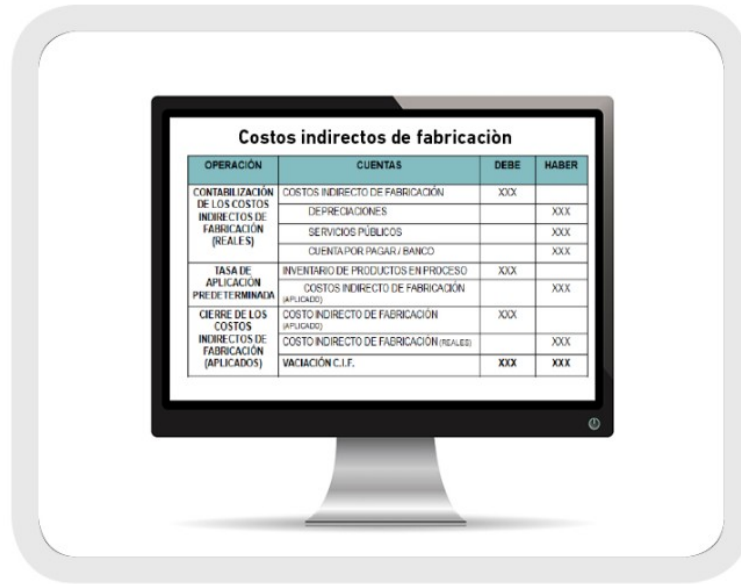 Costos indirectos de fabricaciòn
OPERACIÓN CUENTAS DEBE HABER
CONTABILIZACIÓN DE LOS COSTOS INDIRECTOS DE FABRICACIÓN (REALES)
COSTOS INDIRECTO DE FABRICACIÓN XXX
DEPRECIACIONES XXX
SERVICIOS PÚBLICOS XXX
CUENTA POR PAGAR / BANCO XXX
TASA DE APLICACIÓN PREDETERMINADA
INVENTARIO DE PRODUCTOS EN PROCESO XXX
COSTOS INDIRECTO DE FABRICACIÓN (APLICADO) XXX
CIERRE DE LOS COSTOS INDIRECTOS DE FABRICACIÓN (APLICADOS)
COSTO INDIRECTO DE FABRICACIÓN (APLICADO) XXX
COSTO INDIRECTO DE FABRICACIÓN (REALES) XXX
VACIACIÓN C.I.F. XXX XXX